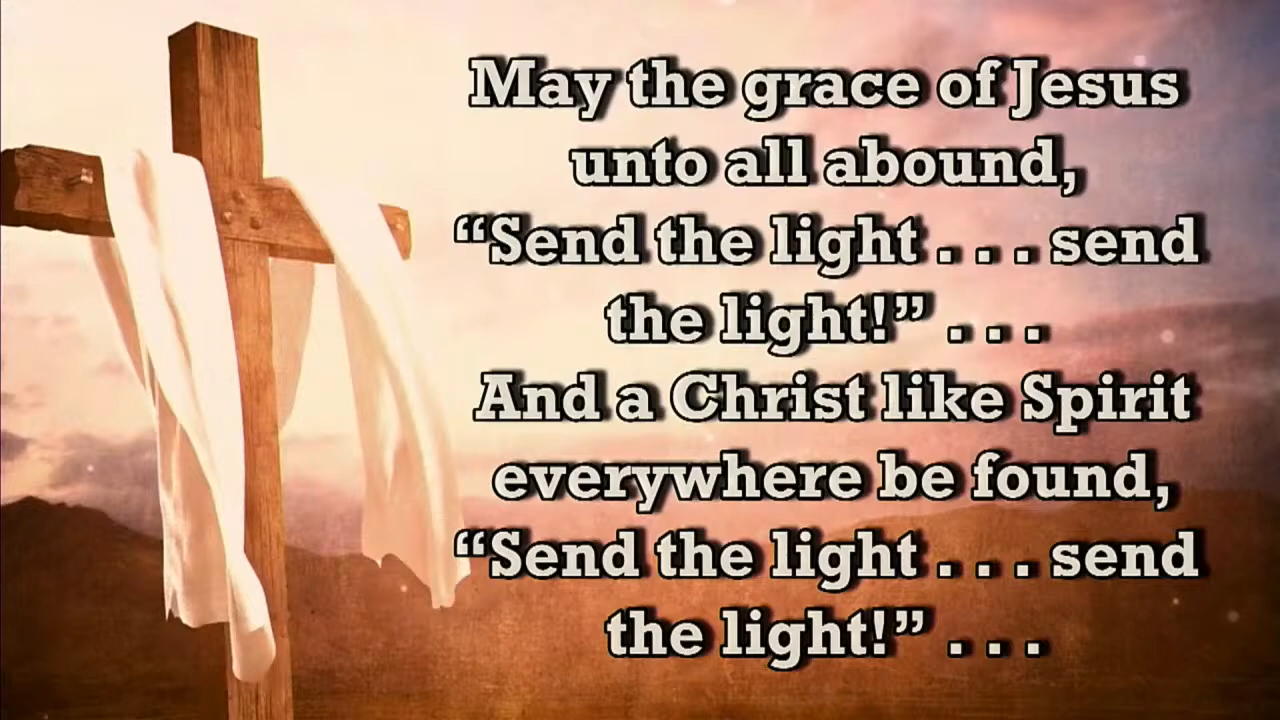 May the grace of Jesus
unto all abound,
“Send the light . . . send
the light!” . . .
And a Christ like Spirit
everywhere be found,
“Send the light . . . send
the light!” . . .